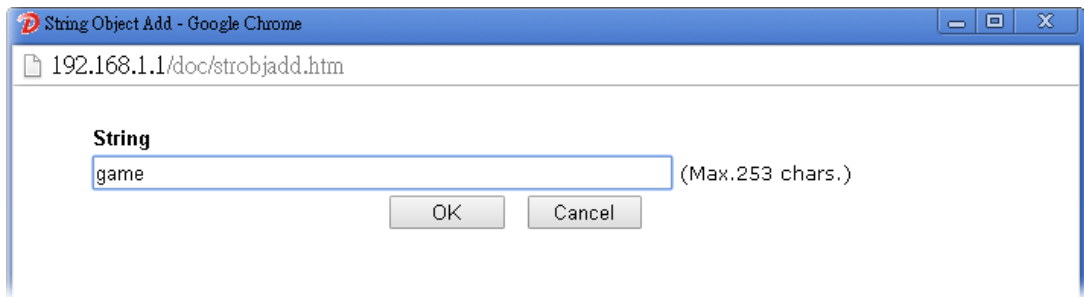 String Object Add - Google Chrome
192.168.1.1/doc/strobjadd.htm
String
game (Max.253 chars.)
OK Cancel